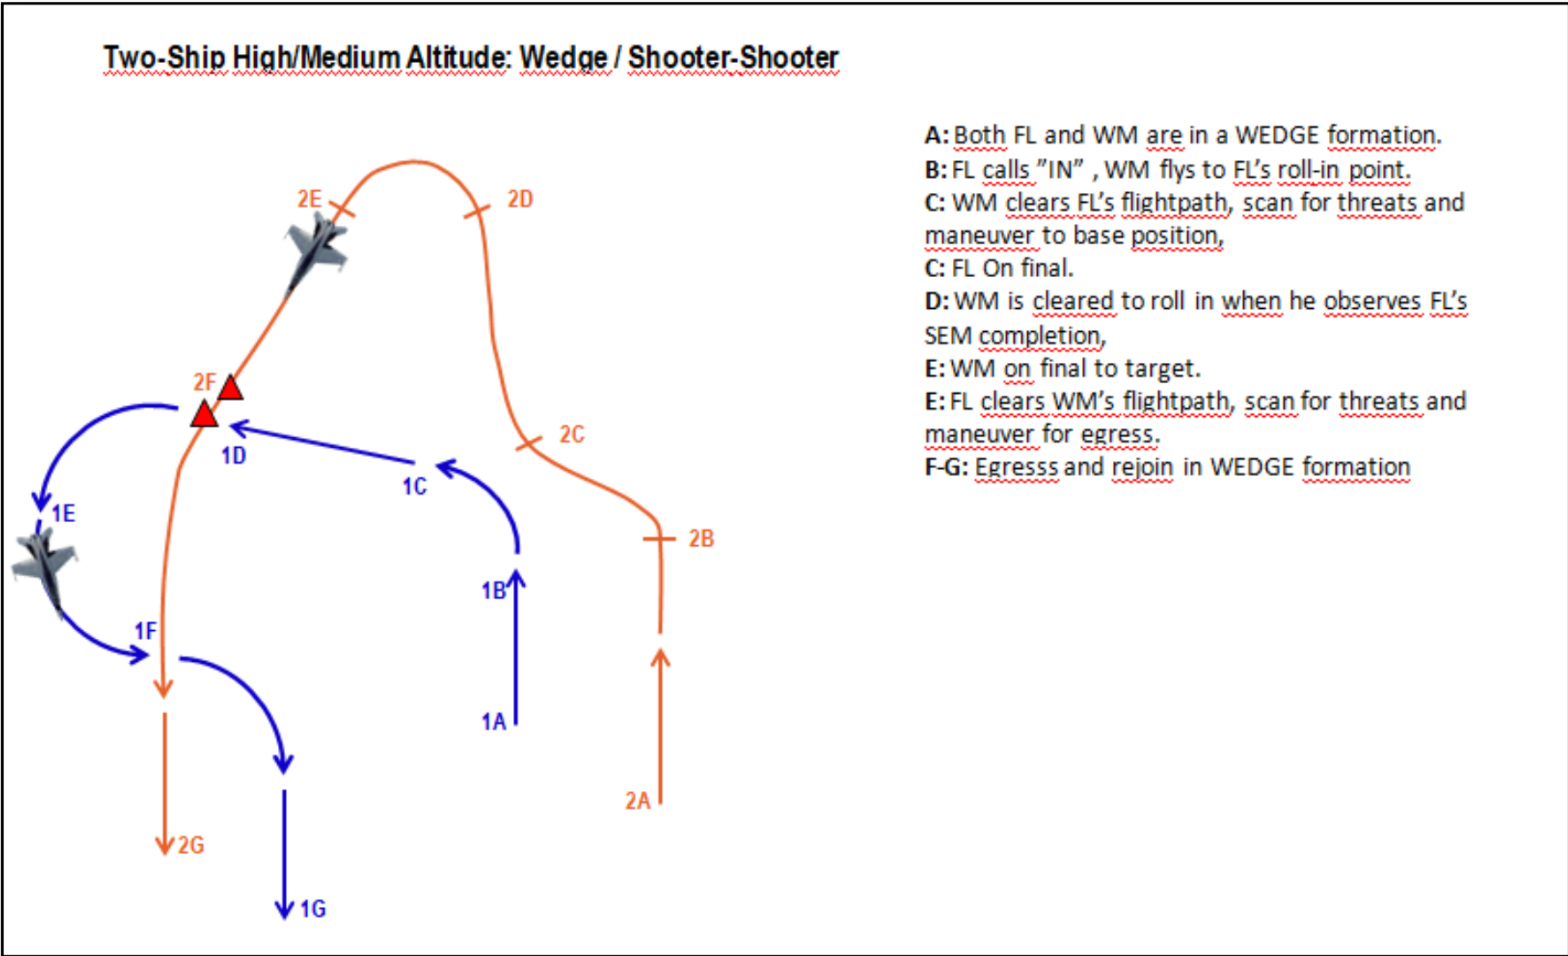 Two-Ship High/Medium Altitude: Wedge / Shooter-Shooter
A: Both FL and WM are in a WEDGE formation.
B: FL calls ”IN” , WM flys to FL’s roll-in point.
C: WM clears FL’s flightpath, scan for threats and
maneuver to base position,
C: FL On final.
D: WM is cleared to roll in when he observes FL’s
SEM completion,
E: WM on final to target.
E: FL clears WM’s flightpath, scan for threats and
maneuver for egress.
F-G: Egresss and rejoin in WEDGE formation
2E
2D
2F
2C
1D
1C
1E
2B
1B
1F
1A
2A
2G
1G